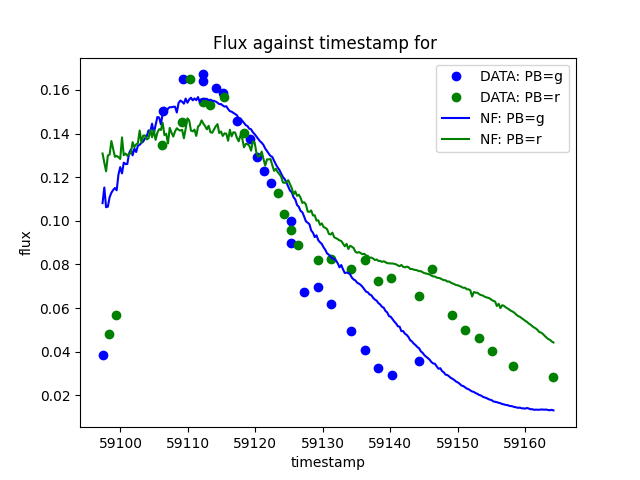 Flux against timestamp for
DATA: PB=g
DATA: PB=r
NF: PB=g
NF: PB=r
flux
0.16
0.14
0.12
0.10
0.08
0.06
0.04
0.02
59100 59110 59120 59130 59140 59150 59160
timestamp